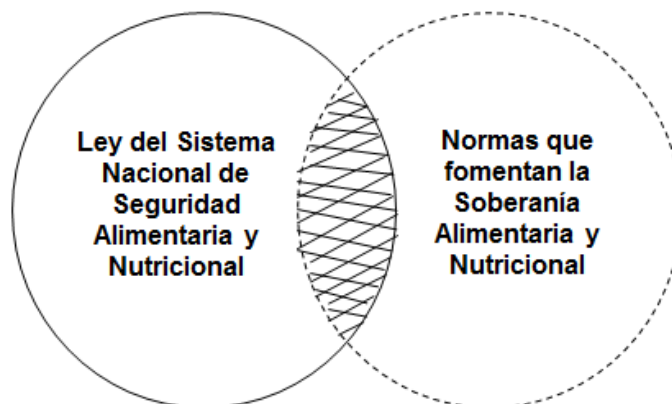 Ley del Sistema
Nacional de
Seguridad
Alimentaria y
Nutricional
Normas que
fomentan la
Soberanía
Alimentaria y
Nutricional